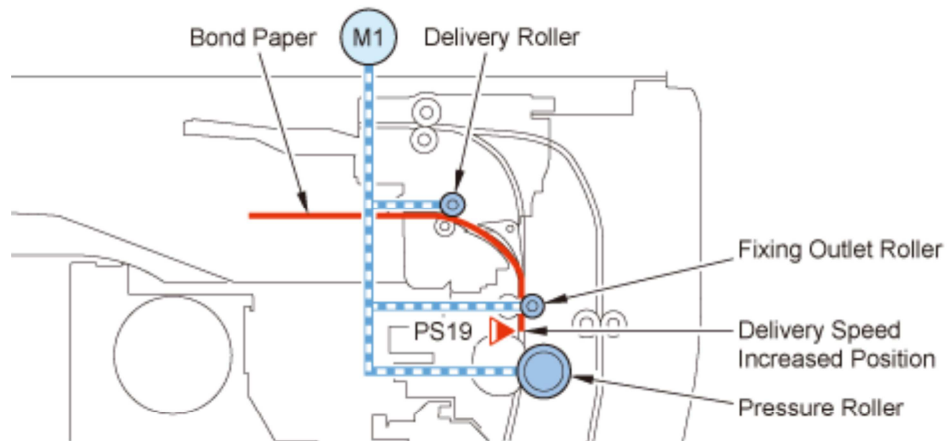 Bond Paper
M1
Delivery Roller
Fixing Outlet Roller
PS19
Delivery Speed
Increased Position
Pressure Roller